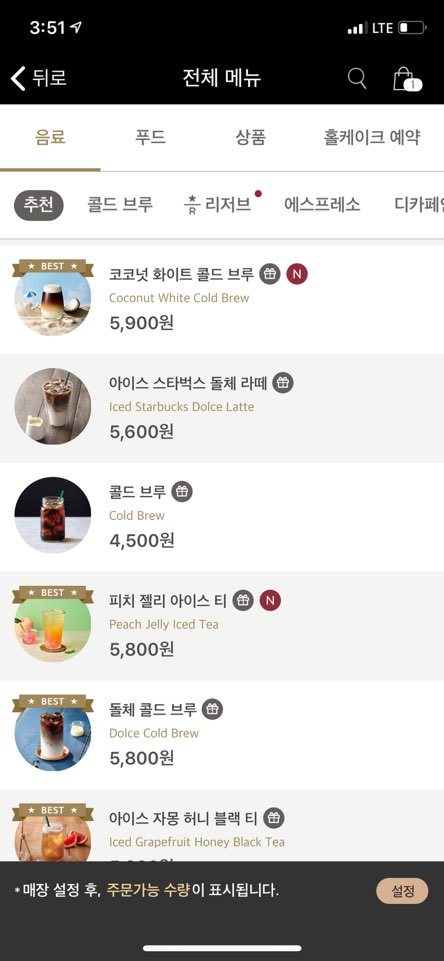 3:51
LTE
뒤로
전체 메뉴
1
음료
푸드
상품
홀케이크 예약
추천
콜드 브루
R 리저브
에스프레소
디카페인
BEST
코코넛 화이트 콜드 브루 N
Coconut White Cold Brew
5,900원
아이스 스타벅스 돌체 라떼
Iced Starbucks Dolce Latte
5,600원
콜드 브루
Cold Brew
4,500원
BEST
피치 젤리 아이스 티 N
Peach Jelly Iced Tea
5,800원
BEST
돌체 콜드 브루
Dolce Cold Brew
5,800원
BEST
아이스 자몽 허니 블랙 티
Iced Grapefruit Honey Black Tea
* 매장 설정 후, 주문가능 수량이 표시됩니다.
설정